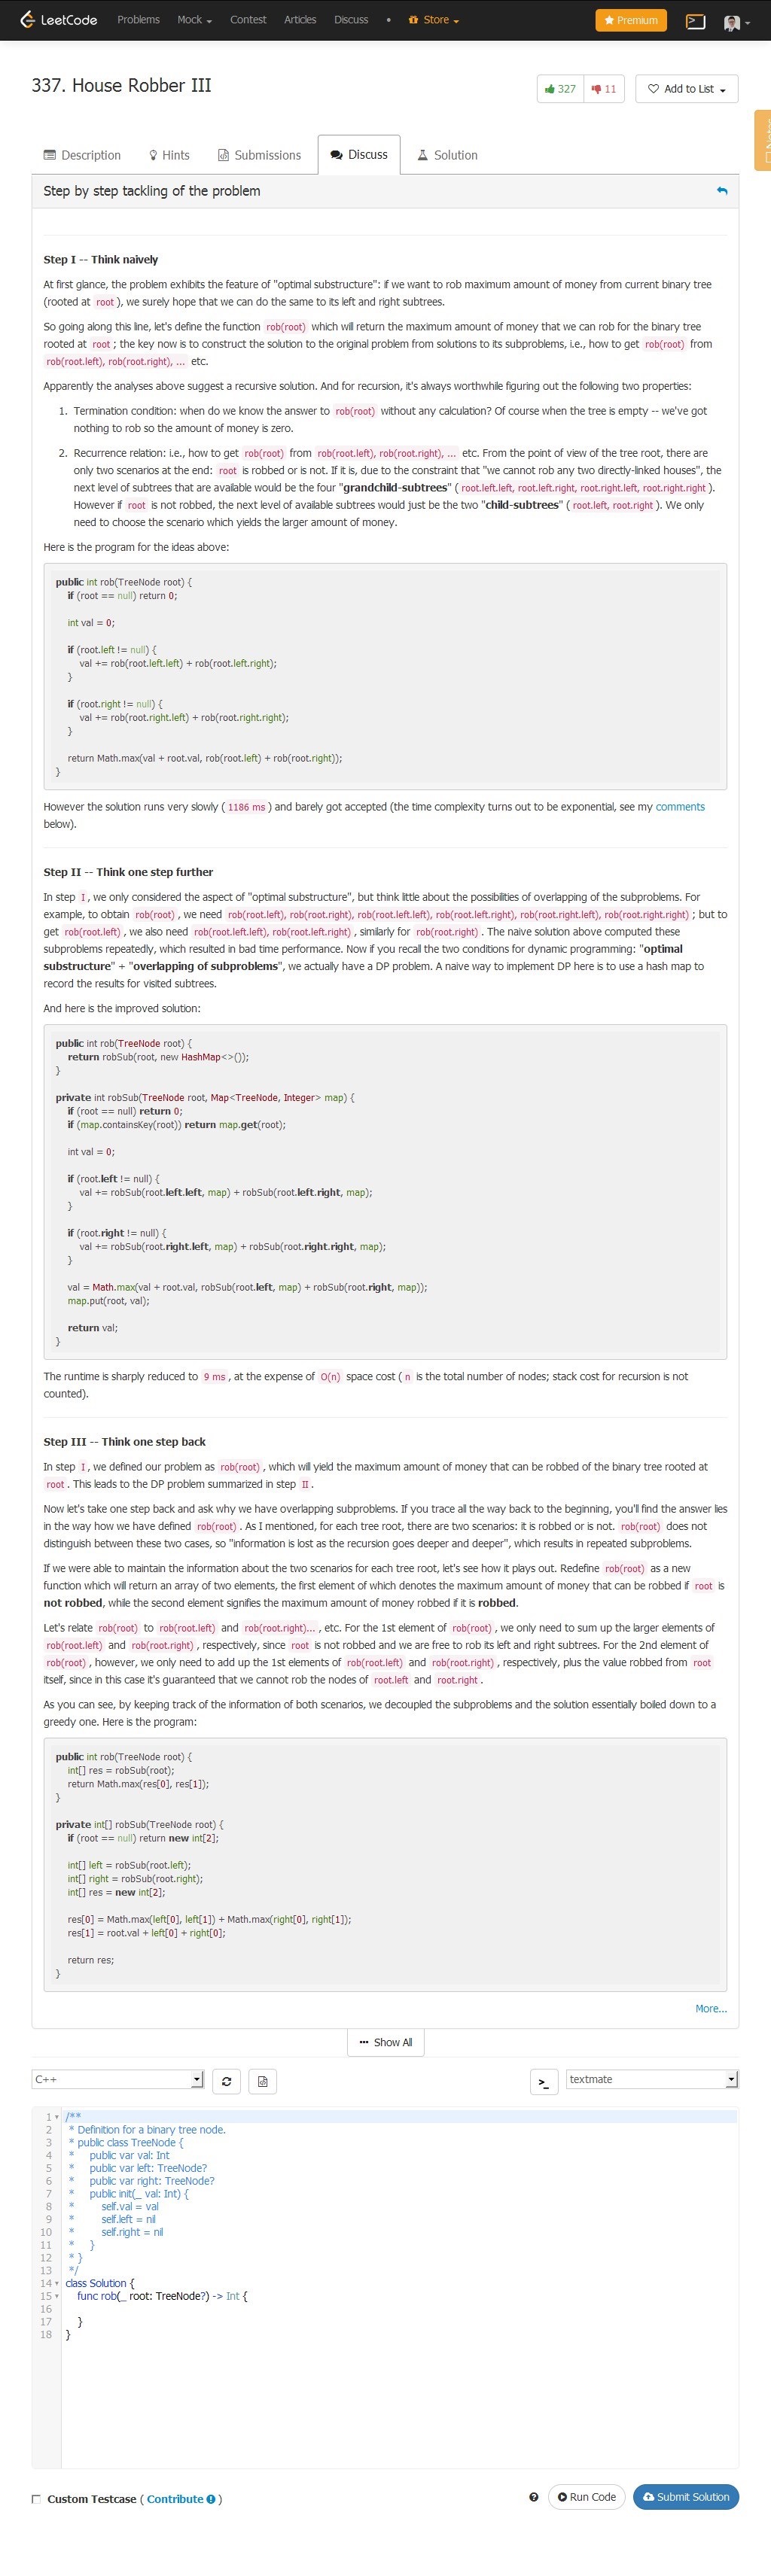 LeetCode Problems Mock Contest Articles Discuss • Store Premium
337. House Robber III
327 11 Add to List
Description Hints Submissions Discuss Solution
Step by step tackling of the problem
Step I -- Think naively
At first glance, the problem exhibits the feature of "optimal substructure": if we want to rob maximum amount of money from current binary tree
(rooted at root ), we surely hope that we can do the same to its left and right subtrees.
So going along this line, let's define the function rob(root) which will return the maximum amount of money that we can rob for the binary tree
rooted at root ; the key now is to construct the solution to the original problem from solutions to its subproblems, i.e., how to get rob(root) from
rob(root.left), rob(root.right), ... etc.
Apparently the analyses above suggest a recursive solution. And for recursion, it's always worthwhile figuring out the following two properties:
1. Termination condition: when do we know the answer to rob(root) without any calculation? Of course when the tree is empty -- we've got
nothing to rob so the amount of money is zero.
2. Recurrence relation: i.e., how to get rob(root) from rob(root.left), rob(root.right), ... etc. From the point of view of the tree root, there are
only two scenarios at the end: root is robbed or is not. If it is, due to the constraint that "we cannot rob any two directly-linked houses", the
next level of subtrees that are available would be the four "grandchild-subtrees" ( root.left.left, root.left.right, root.right.left, root.right.right ).
However if root is not robbed, the next level of available subtrees would just be the two "child-subtrees" ( root.left, root.right ). We only
need to choose the scenario which yields the larger amount of money.
Here is the program for the ideas above:
public int rob(TreeNode root) {
if (root == null) return 0;
int val = 0;
if (root.left != null) {
val += rob(root.left.left) + rob(root.left.right);
}
if (root.right != null) {
val += rob(root.right.left) + rob(root.right.right);
}
return Math.max(val + root.val, rob(root.left) + rob(root.right));
}
However the solution runs very slowly ( 1186 ms ) and barely got accepted (the time complexity turns out to be exponential, see my comments
below).
Step II -- Think one step further
In step I , we only considered the aspect of "optimal substructure", but think little about the possibilities of overlapping of the subproblems. For
example, to obtain rob(root) , we need rob(root.left), rob(root.right), rob(root.left.left), rob(root.left.right), rob(root.right.left), rob(root.right.right) ; but to
get rob(root.left) , we also need rob(root.left.left), rob(root.left.right) , similarly for rob(root.right) . The naive solution above computed these
subproblems repeatedly, which resulted in bad time performance. Now if you recall the two conditions for dynamic programming: "optimal
substructure" + "overlapping of subproblems", we actually have a DP problem. A naive way to implement DP here is to use a hash map to
record the results for visited subtrees.
And here is the improved solution:
public int rob(TreeNode root) {
return robSub(root, new HashMap<>());
}
private int robSub(TreeNode root, Map<TreeNode, Integer> map) {
if (root == null) return 0;
if (map.containsKey(root)) return map.get(root);
int val = 0;
if (root.left != null) {
val += robSub(root.left.left, map) + robSub(root.left.right, map);
}
if (root.right != null) {
val += robSub(root.right.left, map) + robSub(root.right.right, map);
}
val = Math.max(val + root.val, robSub(root.left, map) + robSub(root.right, map));
map.put(root, val);
return val;
}
The runtime is sharply reduced to 9 ms , at the expense of O(n) space cost ( n is the total number of nodes; stack cost for recursion is not
counted).
Step III -- Think one step back
In step I , we defined our problem as rob(root) , which will yield the maximum amount of money that can be robbed of the binary tree rooted at
root . This leads to the DP problem summarized in step II .
Now let's take one step back and ask why we have overlapping subproblems. If you trace all the way back to the beginning, you'll find the answer lies
in the way how we have defined rob(root) . As I mentioned, for each tree root, there are two scenarios: it is robbed or is not. rob(root) does not
distinguish between these two cases, so "information is lost as the recursion goes deeper and deeper", which results in repeated subproblems.
If we were able to maintain the information about the two scenarios for each tree root, let's see how it plays out. Redefine rob(root) as a new
function which will return an array of two elements, the first element of which denotes the maximum amount of money that can be robbed if root is
not robbed, while the second element signifies the maximum amount of money robbed if it is robbed.
Let's relate rob(root) to rob(root.left) and rob(root.right)... , etc. For the 1st element of rob(root) , we only need to sum up the larger elements of
rob(root.left) and rob(root.right) , respectively, since root is not robbed and we are free to rob its left and right subtrees. For the 2nd element of
rob(root) , however, we only need to add up the 1st elements of rob(root.left) and rob(root.right) , respectively, plus the value robbed from root
itself, since in this case it's guaranteed that we cannot rob the nodes of root.left and root.right .
As you can see, by keeping track of the information of both scenarios, we decoupled the subproblems and the solution essentially boiled down to a
greedy one. Here is the program:
public int rob(TreeNode root) {
int[] res = robSub(root);
return Math.max(res[0], res[1]);
}
private int[] robSub(TreeNode root) {
if (root == null) return new int[2];
int[] left = robSub(root.left);
int[] right = robSub(root.right);
int[] res = new int[2];
res[0] = Math.max(left[0], left[1]) + Math.max(right[0], right[1]);
res[1] = root.val + left[0] + right[0];
return res;
}
More...
Show All
C++ >_ textmate
1 /**
2 * Definition for a binary tree node.
3 * public class TreeNode {
4 * public var val: Int
5 * public var left: TreeNode?
6 * public var right: TreeNode?
7 * public init(_ val: Int) {
8 * self.val = val
9 * self.left = nil
10 * self.right = nil
11 * }
12 * }
13 */
14 class Solution {
15 func rob(_ root: TreeNode?) -> Int {
16
17 }
18 }
Custom Testcase ( Contribute ) Run Code Submit Solution